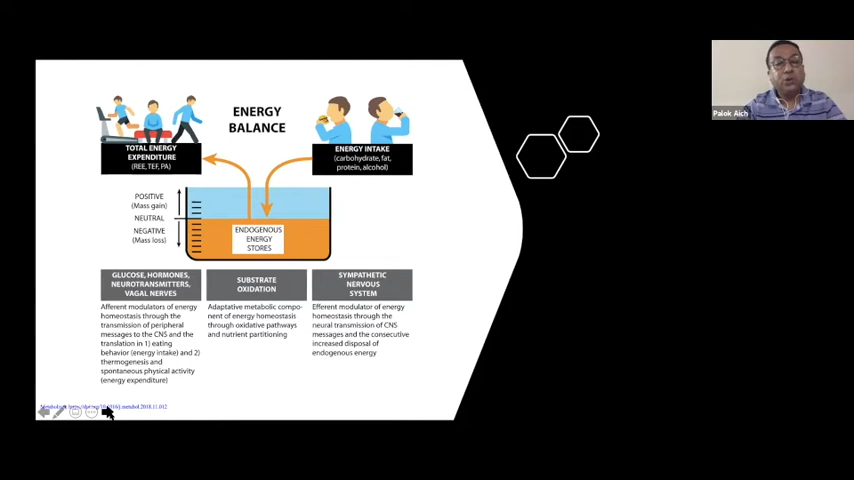 ENERGY
BALANCE
TOTAL ENERGY
EXPENDITURE
(REE, TEF, PA)
ENERGY INTAKE
(carbohydrate, fat,
protein, alcohol)
POSITIVE
(Mass gain)
NEUTRAL
NEGATIVE
(Mass loss)
ENDOGENOUS
ENERGY
STORES
GLUCOSE, HORMONES,
NEUROTRANSMITTERS,
VAGAL NERVES
Afferent modulators of energy
homeostasis through the
transmission of peripheral
messages to the CNS and the
translation in 1) eating
behavior (energy intake) and 2)
thermogenesis and
spontaneous physical activity
(energy expenditure)
SUBSTRATE
OXIDATION
Adaptative metabolic compo-
nent of energy homeostasis
through oxidative pathways
and nutrient partitioning
SYMPATHETIC
NERVOUS
SYSTEM
Efferent modulator of energy
homeostasis through the
neural transmission of CNS
messages and the consecutive
increased disposal of
endogenous energy
Palok Aich